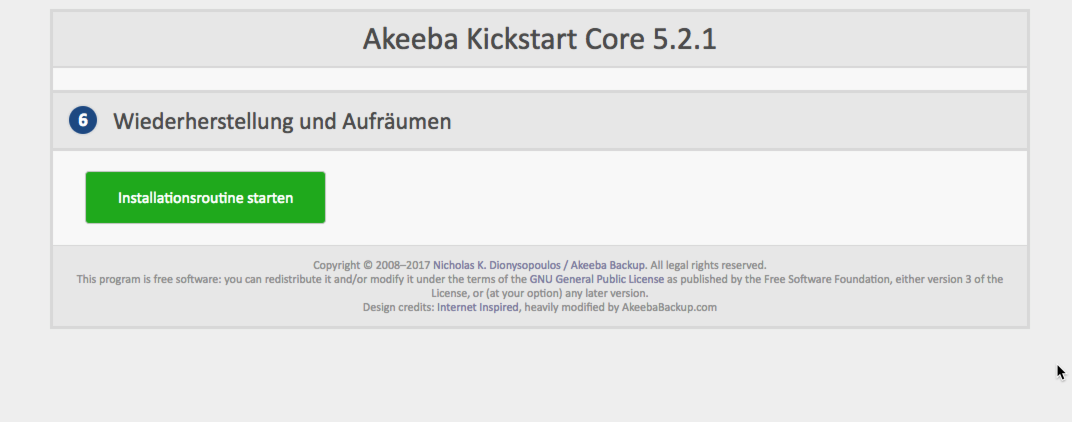 Akeeba Kickstart Core 5.2.1
6 Wiederherstellung und Aufräumen
Installationsroutine starten
Copyright © 2008–2017 Nicholas K. Dionysopoulos / Akeeba Backup. All legal rights reserved.
This program is free software: you can redistribute it and/or modify it under the terms of the GNU General Public License as published by the Free Software Foundation, either version 3 of the
License, or (at your option) any later version.
Design credits: Internet Inspired, heavily modified by AkeebaBackup.com